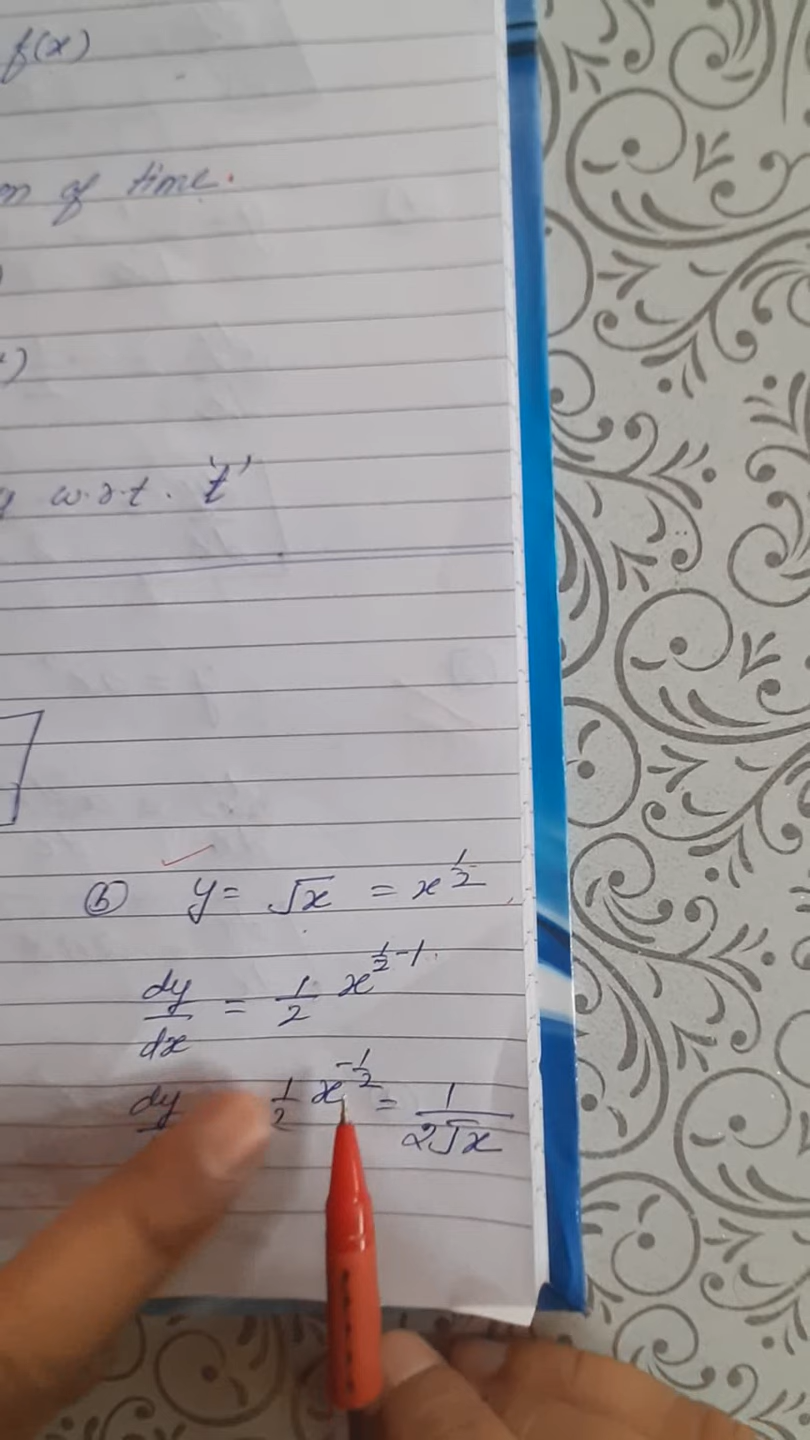 f(x)
of time.
)
)
w.r.t. 't'
(b) y = √x = x^(1/2)
dy/dx = 1/2 x^(1/2 - 1)
dy 1/2 x^(-1/2) = 1/(2√x)